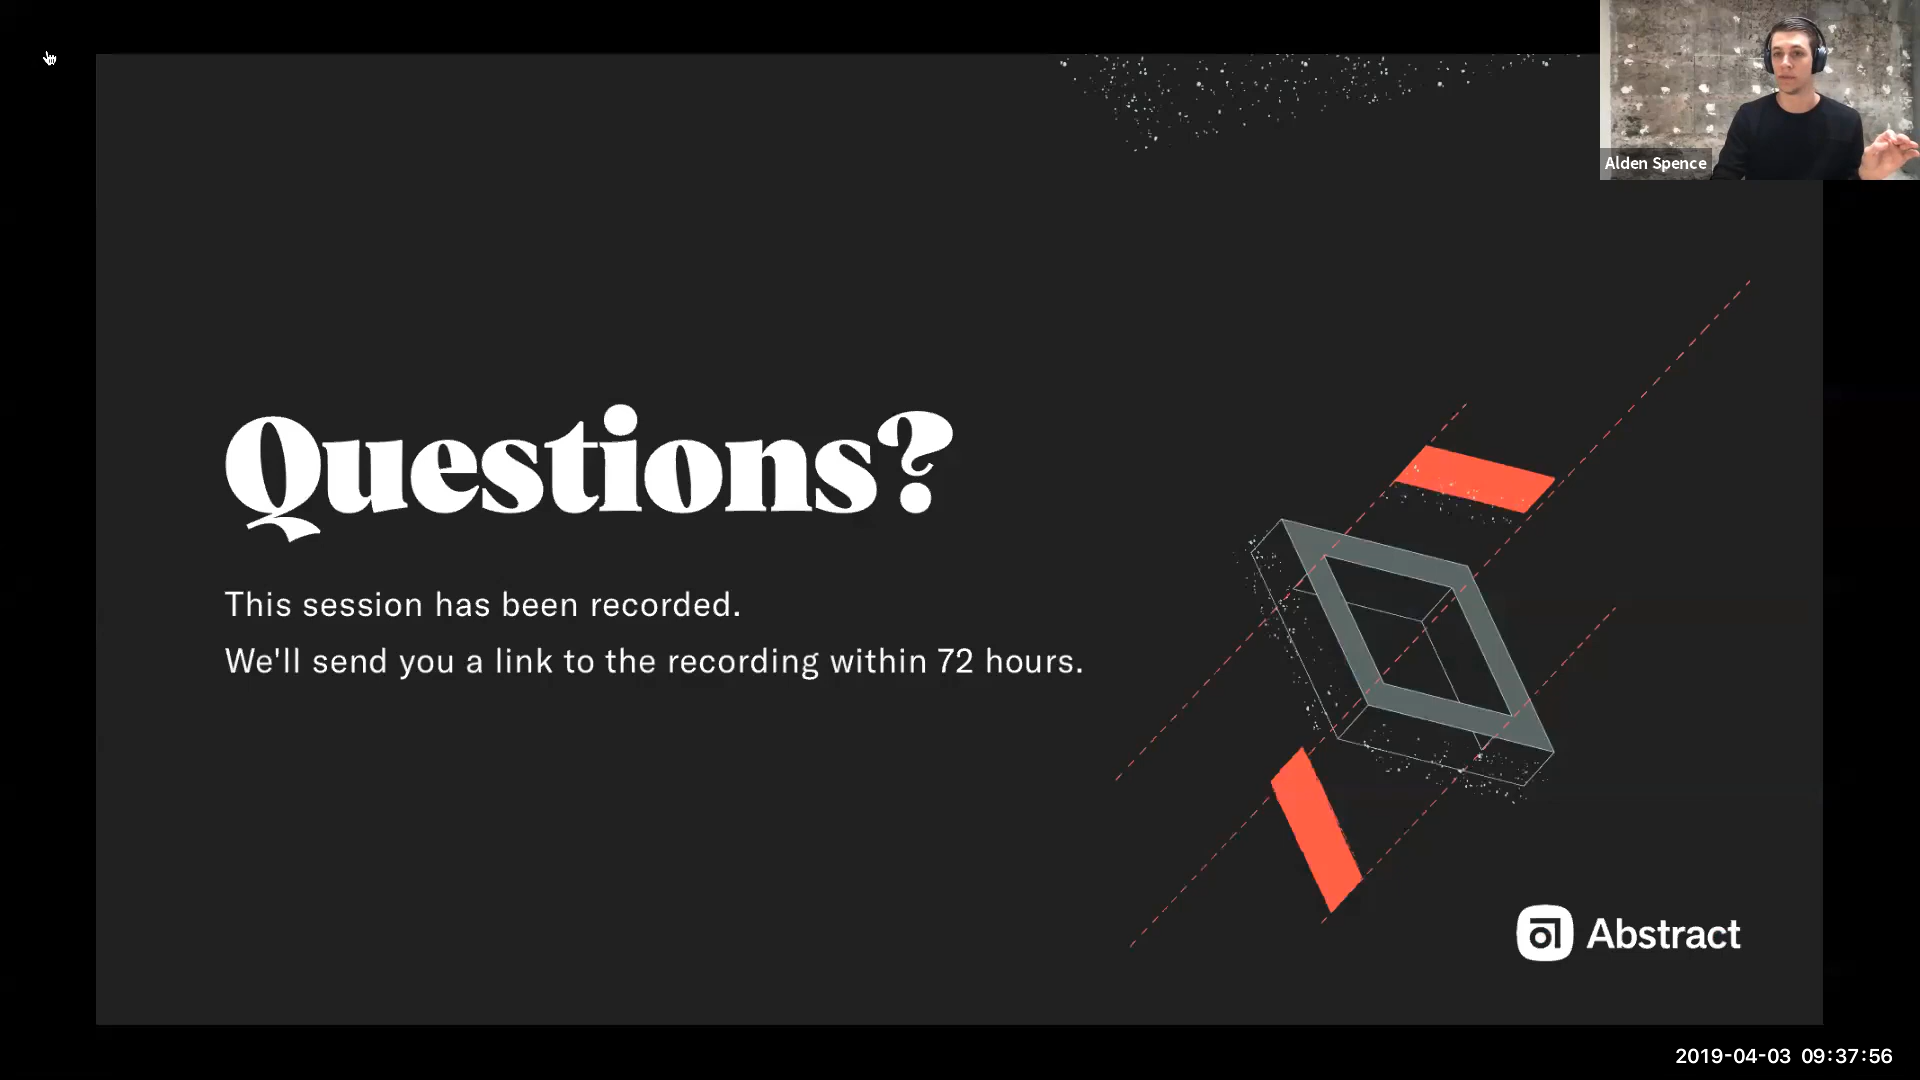 Alden Spence
Questions?
This session has been recorded.
We'll send you a link to the recording within 72 hours.
Abstract
2019-04-03 09:37:56